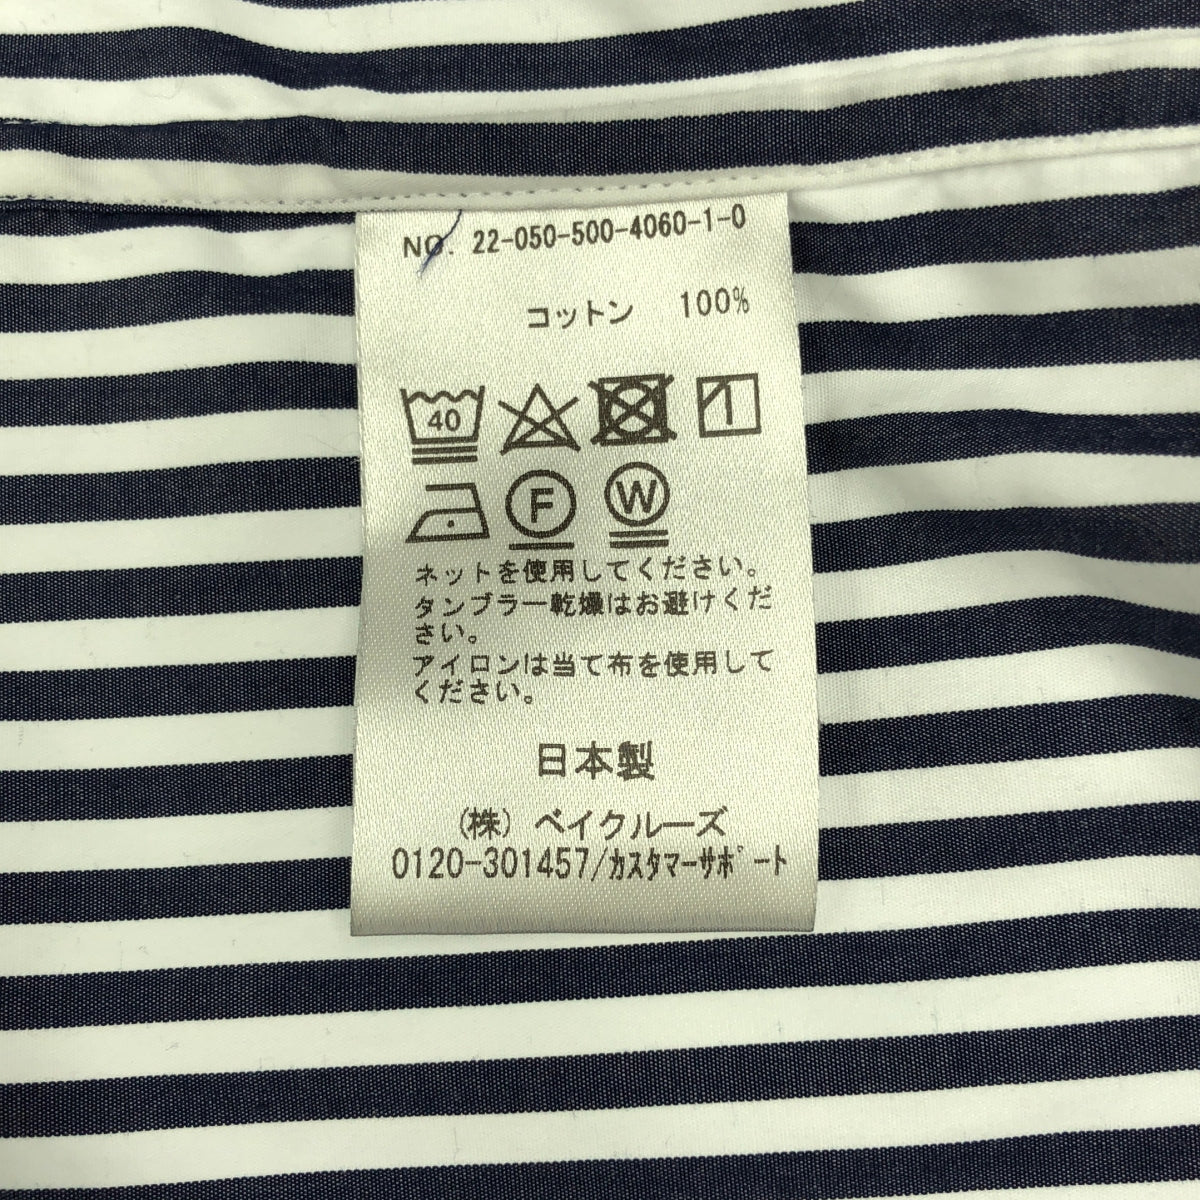 NO. 22-050-500-4060-1-0
コットン 100%
40
F W
ネットを使用してください。
タンブラー乾燥はお避けくだ
さい。
アイロンは当て布を使用して
ください。
日本製
(株) ベイクルーズ
0120-301457/ｶｽﾀﾏｰｻﾎﾟｰﾄ